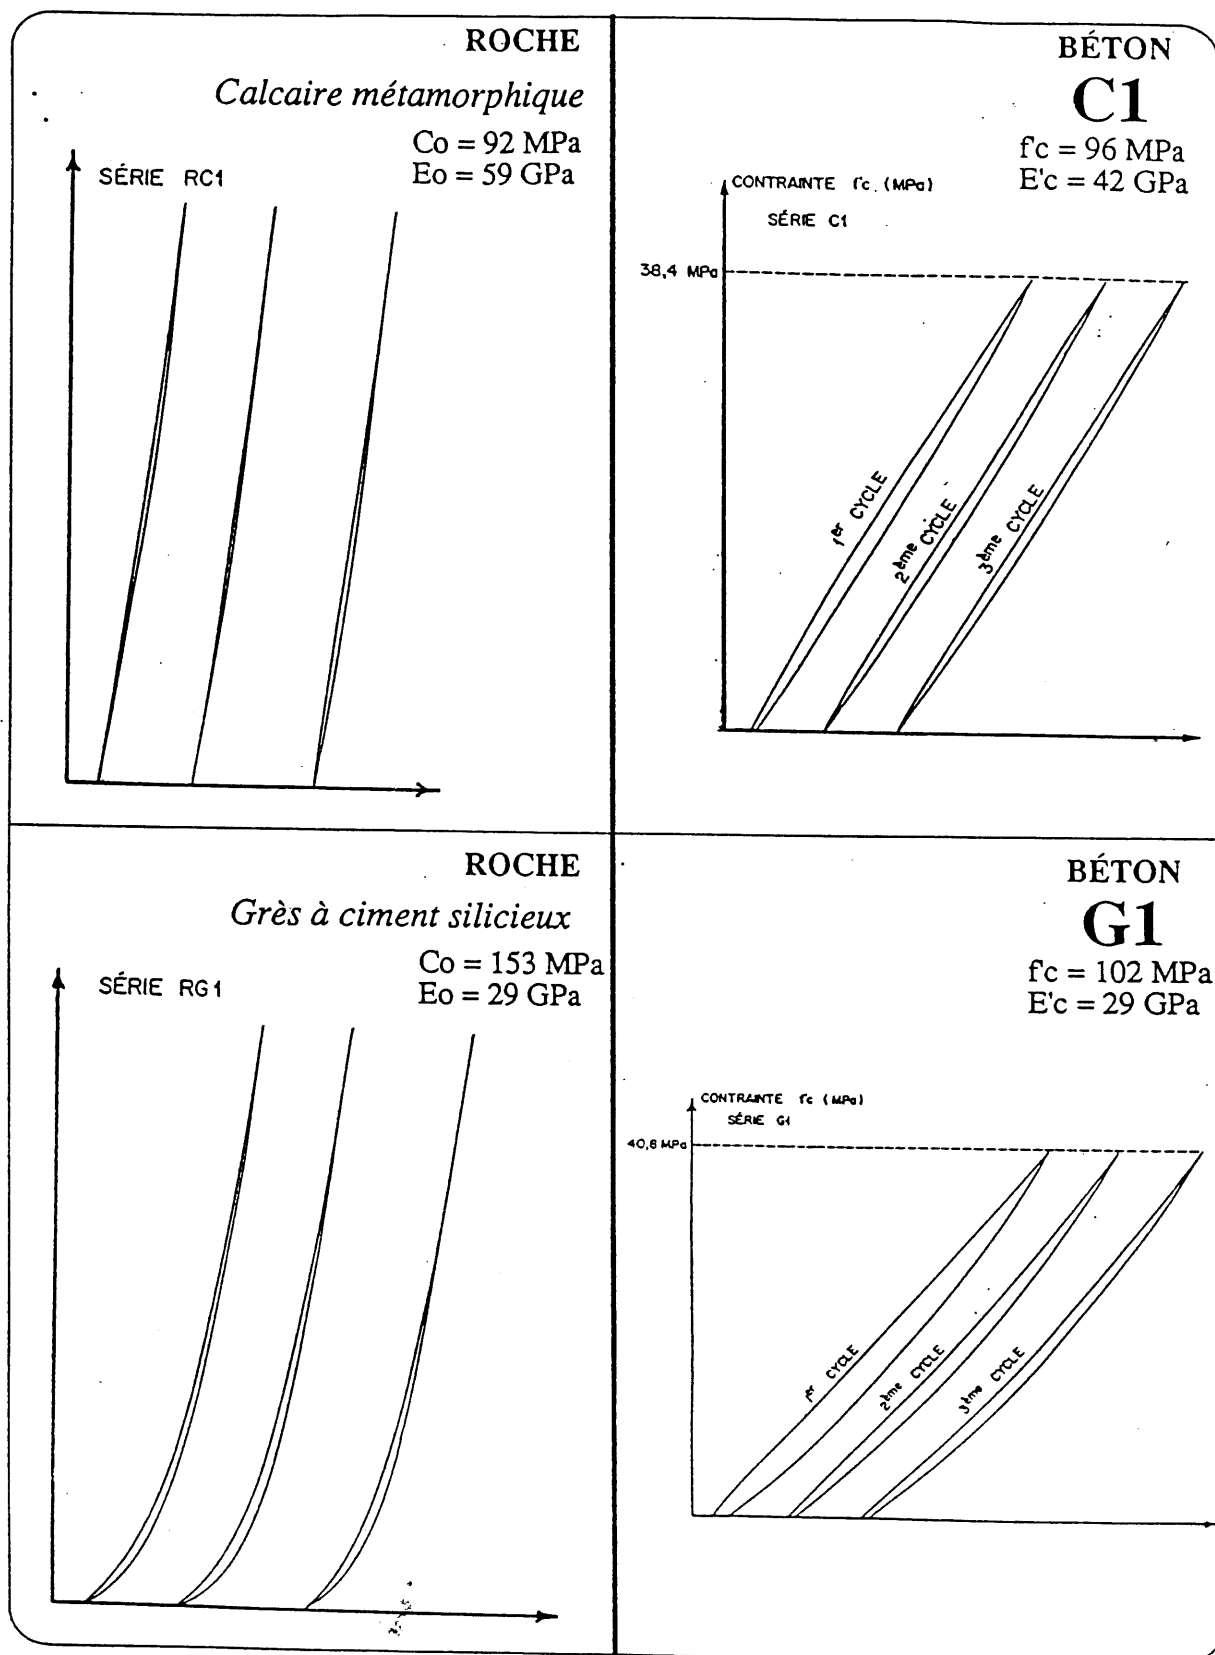 ROCHE
Calcaire métamorphique
Co = 92 MPa
Eo = 59 GPa
SÉRIE RC1
BÉTON
C1
f'c = 96 MPa
E'c = 42 GPa
CONTRAINTE f'c. (MPa)
SÉRIE C1
38,4 MPa
1er CYCLE
2ème CYCLE
3ème CYCLE
ROCHE
Grès à ciment silicieux
Co = 153 MPa
Eo = 29 GPa
SÉRIE RG1
BÉTON
G1
f'c = 102 MPa
E'c = 29 GPa
CONTRAINTE f'c (MPa)
SÉRIE G1
40,8 MPa
1er CYCLE
2ème CYCLE
3ème CYCLE